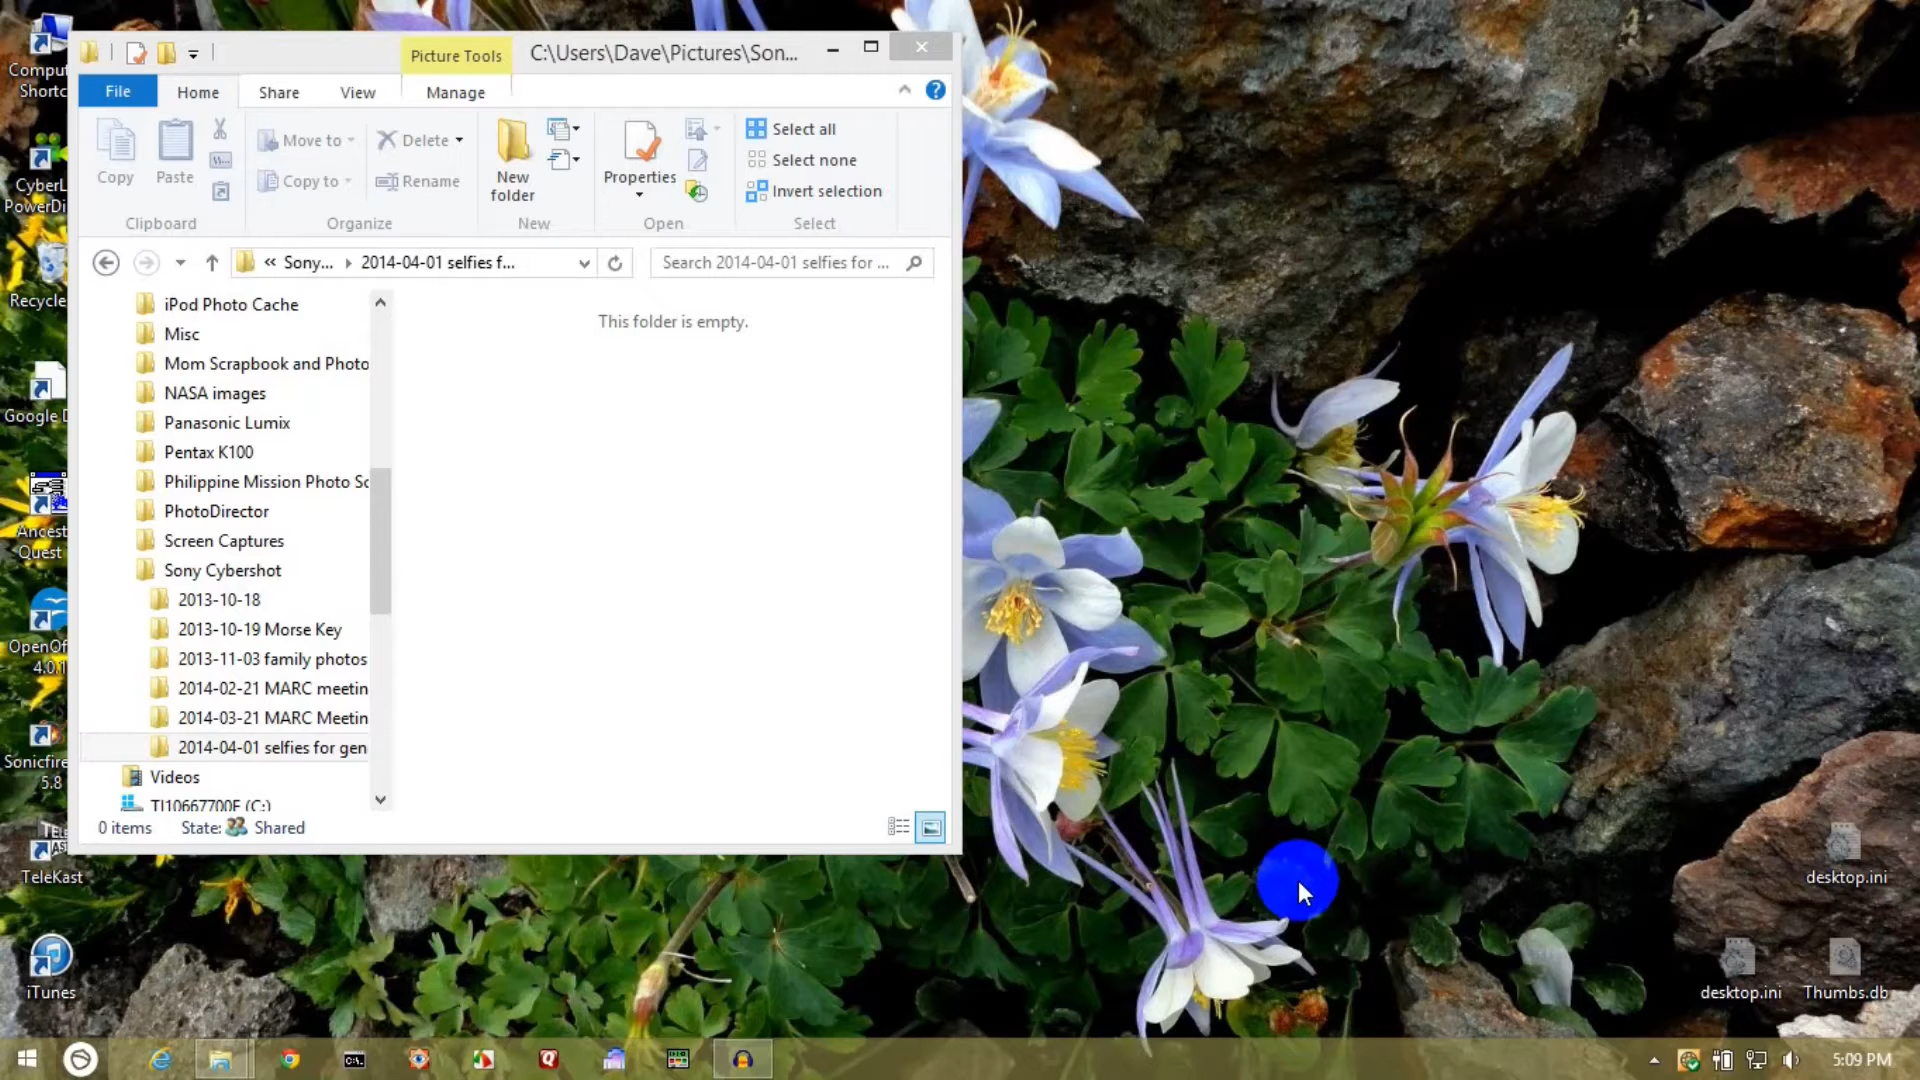 Picture Tools
C:\Users\Dave\Pictures\Son...
File
Home
Share
View
Manage
Copy
Paste
Move to
Copy to
Delete
Rename
New folder
Properties
Select all
Select none
Invert selection
Clipboard
Organize
New
Open
Select
« Sony...
2014-04-01 selfies f...
Search 2014-04-01 selfies for ...
This folder is empty.
iPod Photo Cache
Misc
Mom Scrapbook and Photo
NASA images
Panasonic Lumix
Pentax K100
Philippine Mission Photo Sc
PhotoDirector
Screen Captures
Sony Cybershot
2013-10-18
2013-10-19 Morse Key
2013-11-03 family photos
2014-02-21 MARC meetin
2014-03-21 MARC Meetin
2014-04-01 selfies for gen
Videos
TI10667700F (C:)
0 items
State:
Shared
Comput
Shortc
CyberL
PowerDi
Recycle
Google D
Ancest
Quest
OpenOf
4.0.1
Sonicfire
5.8
TeleKast
iTunes
desktop.ini
desktop.ini
Thumbs.db
C:\
5:09 PM